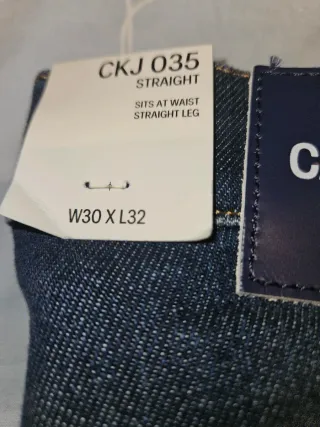 CKJ 035
STRAIGHT
SITS AT WAIST
STRAIGHT LEG
W30 X L32